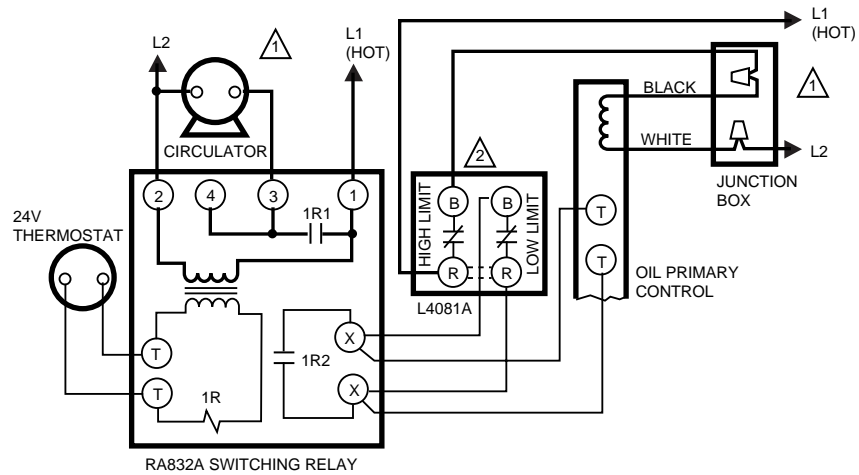 L2
1
L1
(HOT)
L1
(HOT)
BLACK
1
CIRCULATOR
2
WHITE
L2
JUNCTION
BOX
2
4
3
1
1R1
24V
THERMOSTAT
HIGH LIMIT
B
B
LOW LIMIT
R
R
L4081A
T
T
OIL PRIMARY
CONTROL
T
T
1R
1R2
X
X
RA832A SWITCHING RELAY